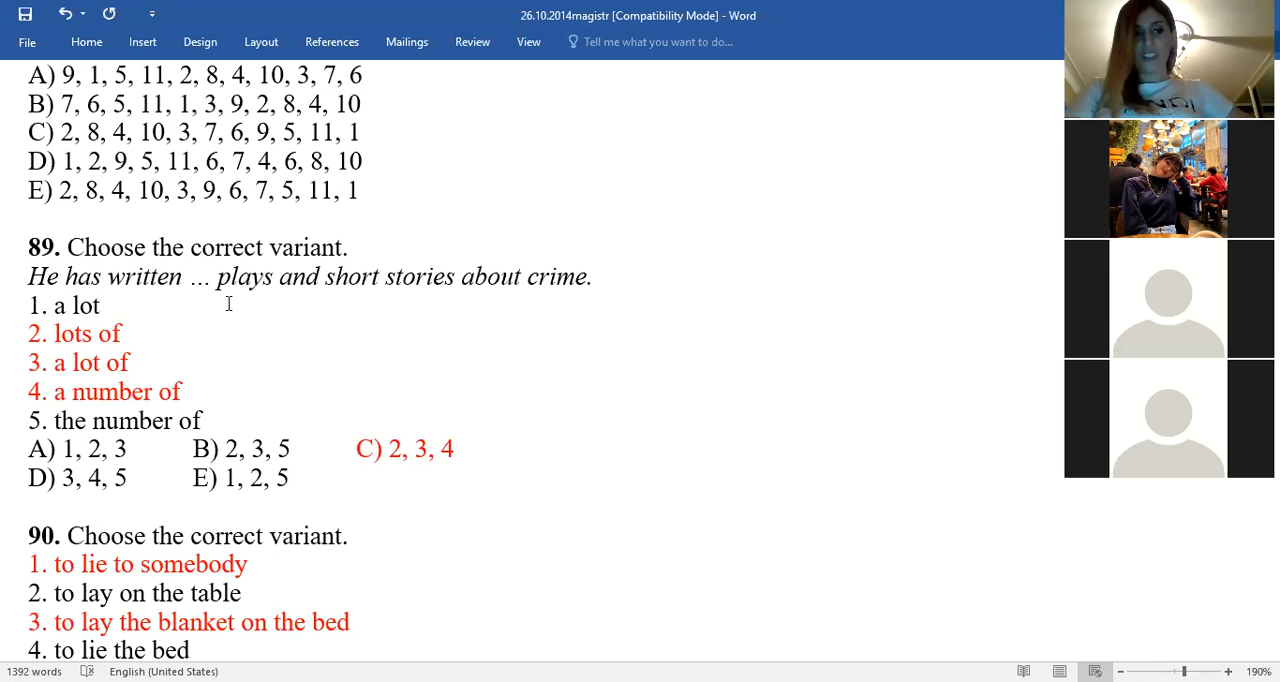 26.10.2014magistr [Compatibility Mode] - Word
File Home Insert Design Layout References Mailings Review View Tell me what you want to do...
A) 9, 1, 5, 11, 2, 8, 4, 10, 3, 7, 6
B) 7, 6, 5, 11, 1, 3, 9, 2, 8, 4, 10
C) 2, 8, 4, 10, 3, 7, 6, 9, 5, 11, 1
D) 1, 2, 9, 5, 11, 6, 7, 4, 6, 8, 10
E) 2, 8, 4, 10, 3, 9, 6, 7, 5, 11, 1
89. Choose the correct variant.
He has written ... plays and short stories about crime.
1. a lot
2. lots of
3. a lot of
4. a number of
5. the number of
A) 1, 2, 3 B) 2, 3, 5 C) 2, 3, 4
D) 3, 4, 5 E) 1, 2, 5
90. Choose the correct variant.
1. to lie to somebody
2. to lay on the table
3. to lay the blanket on the bed
4. to lie the bed
1392 words English (United States) 190%